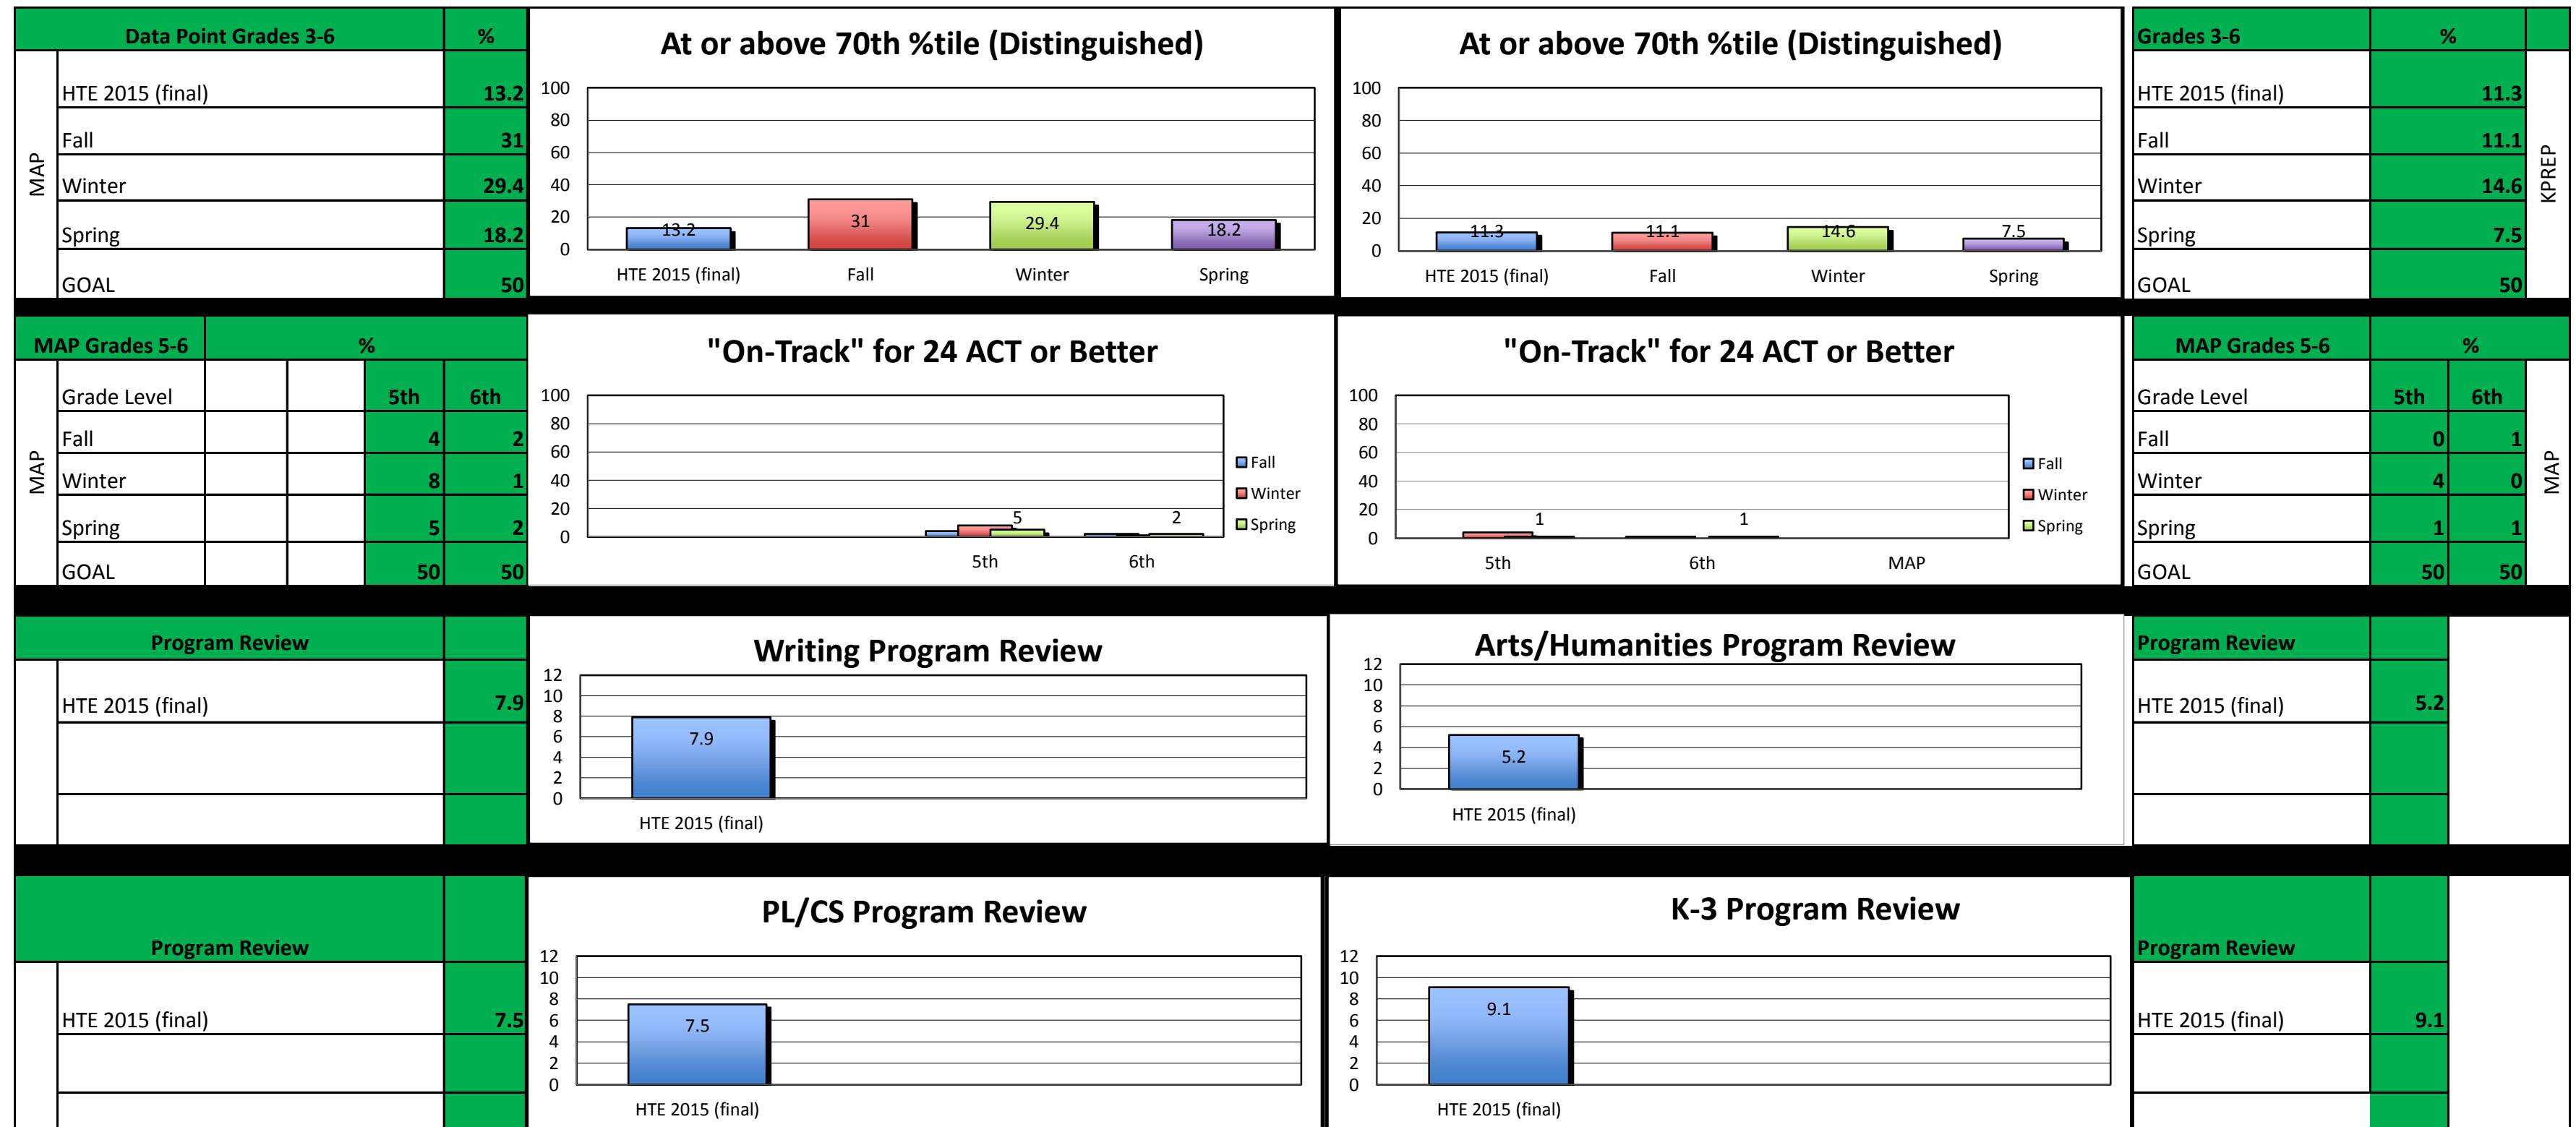 Data Point Grades 3-6 %
MAP
HTE 2015 (final) 13.2
Fall 31
Winter 29.4
Spring 18.2
GOAL 50
At or above 70th %tile (Distinguished)
100
80
60
40
20
0
13.2 31 29.4 18.2
HTE 2015 (final) Fall Winter Spring
At or above 70th %tile (Distinguished)
100
80
60
40
20
0
11.3 11.1 14.6 7.5
HTE 2015 (final) Fall Winter Spring
Grades 3-6 %
HTE 2015 (final) 11.3
Fall 11.1
Winter 14.6
Spring 7.5
GOAL 50
KPREP
MAP Grades 5-6 %
MAP
Grade Level 5th 6th
Fall 4 2
Winter 8 1
Spring 5 2
GOAL 50 50
"On-Track" for 24 ACT or Better
100
80
60
40
20
0
5 2
5th 6th
Fall
Winter
Spring
"On-Track" for 24 ACT or Better
100
80
60
40
20
0
1 1
5th 6th MAP
Fall
Winter
Spring
MAP Grades 5-6 %
Grade Level 5th 6th
Fall 0 1
Winter 4 0
Spring 1 1
GOAL 50 50
MAP
Program Review
HTE 2015 (final) 7.9
Writing Program Review
12
10
8
6
4
2
0
7.9
HTE 2015 (final)
Arts/Humanities Program Review
12
10
8
6
4
2
0
5.2
HTE 2015 (final)
Program Review
HTE 2015 (final) 5.2
Program Review
HTE 2015 (final) 7.5
PL/CS Program Review
12
10
8
6
4
2
0
7.5
HTE 2015 (final)
K-3 Program Review
12
10
8
6
4
2
0
9.1
HTE 2015 (final)
Program Review
HTE 2015 (final) 9.1